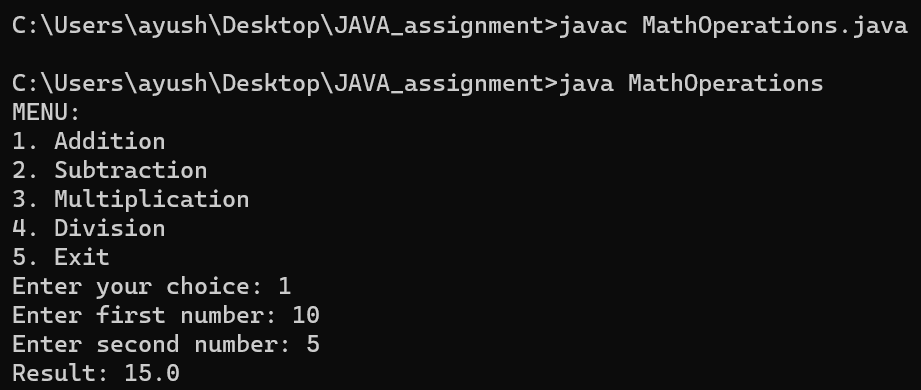 C:\Users\ayush\Desktop\JAVA_assignment>javac MathOperations.java
C:\Users\ayush\Desktop\JAVA_assignment>java MathOperations
MENU:
1. Addition
2. Subtraction
3. Multiplication
4. Division
5. Exit
Enter your choice: 1
Enter first number: 10
Enter second number: 5
Result: 15.0